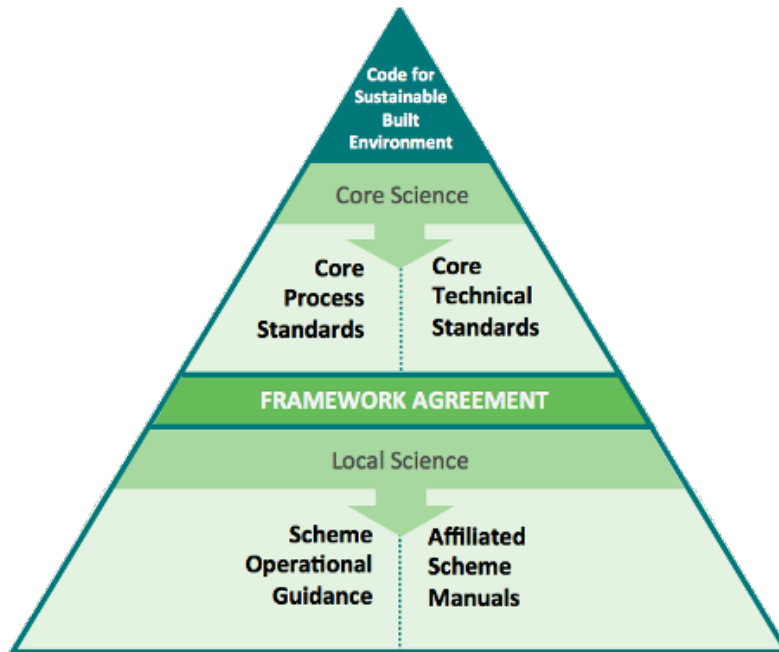 Code for
Sustainable
Built
Environment
Core Science
Core
Process
Standards
Core
Technical
Standards
FRAMEWORK AGREEMENT
Local Science
Scheme
Operational
Guidance
Affiliated
Scheme
Manuals